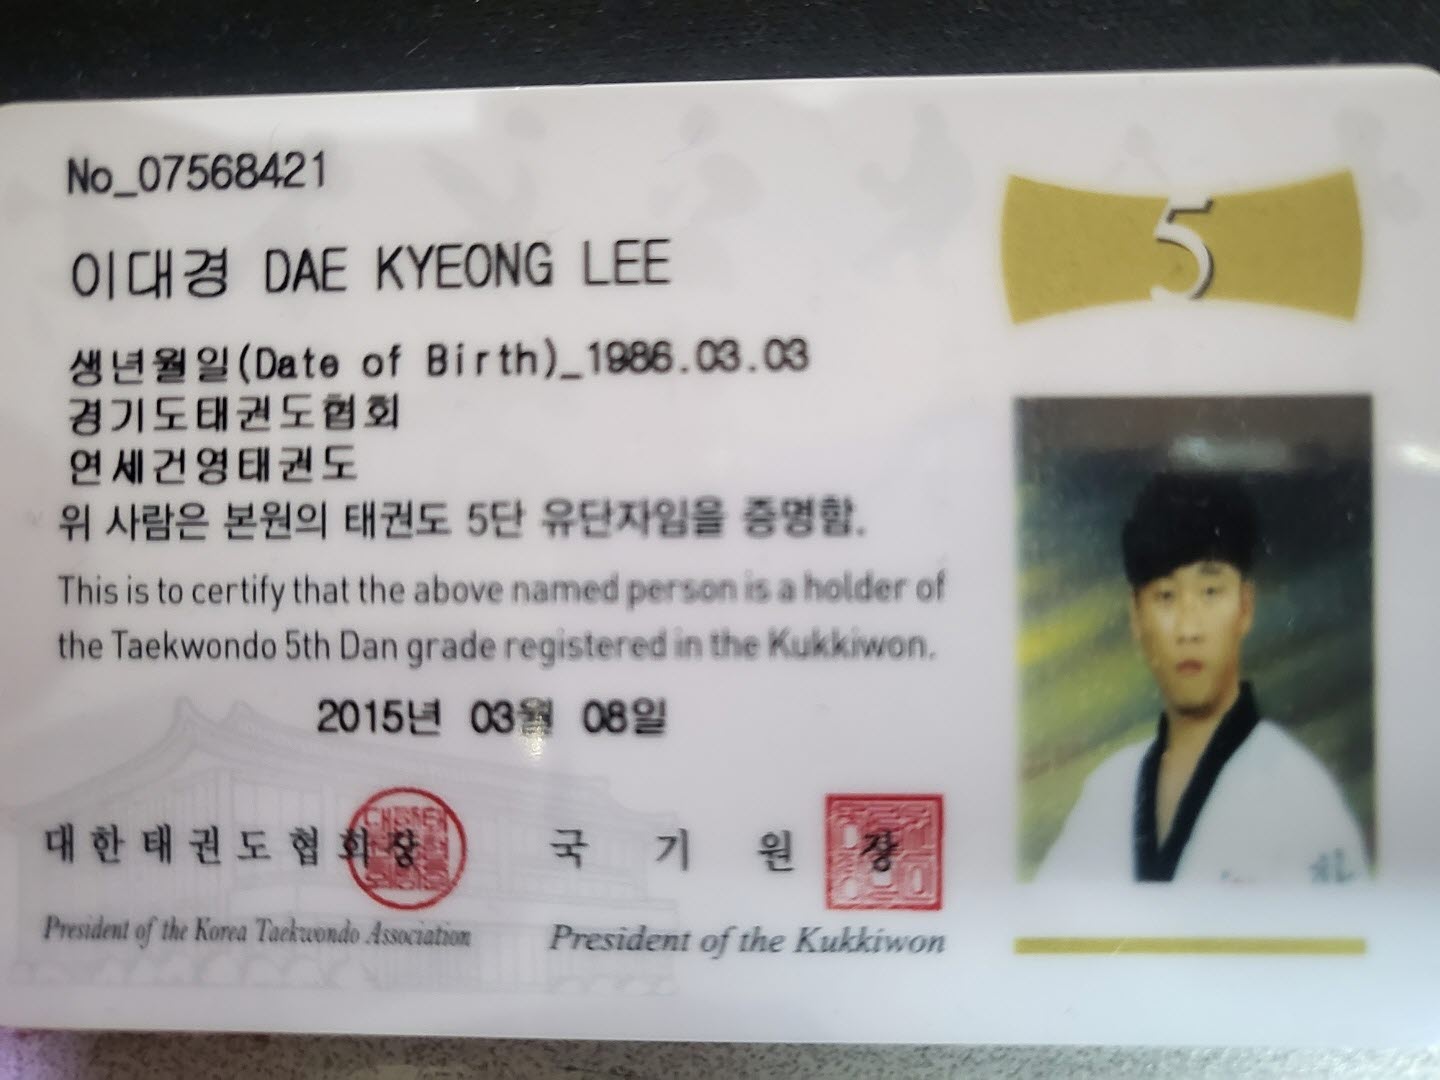 No_07568421
5
이대경 DAE KYEONG LEE
생년월일(Date of Birth)_1986.03.03
경기도태권도협회
연세건영태권도
위 사람은 본원의 태권도 5단 유단자임을 증명함.
This is to certify that the above named person is a holder of
the Taekwondo 5th Dan grade registered in the Kukkiwon.
2015년 03월 08일
대한태권도협회장
President of the Korea Taekwondo Association
국기원장
President of the Kukkiwon